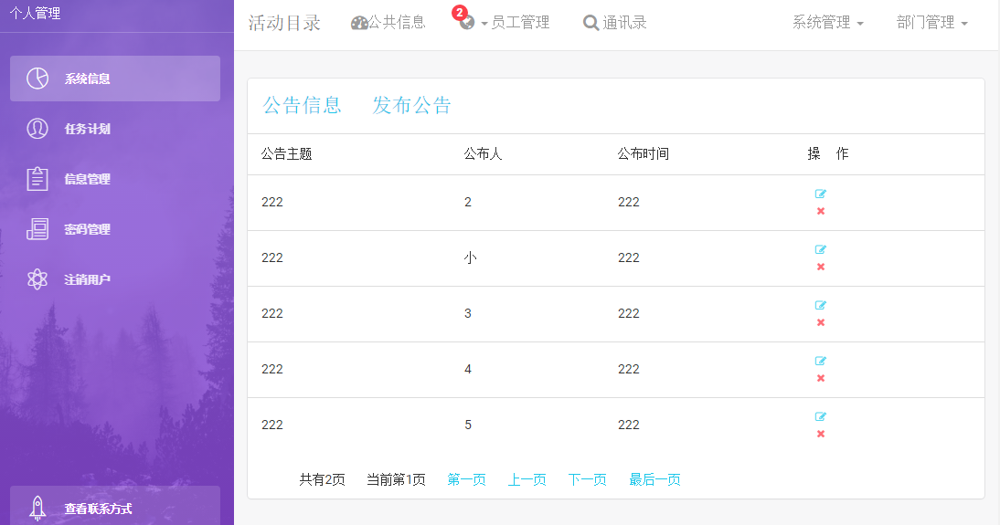 个人管理
系统信息
任务计划
信息管理
密码管理
注销用户
查看联系方式
活动目录 公共信息 2 员工管理 通讯录 系统管理 部门管理
公告信息 发布公告
公告主题 公布人 公布时间 操 作
222 2 222
222 小 222
222 3 222
222 4 222
222 5 222
共有2页 当前第1页 第一页 上一页 下一页 最后一页